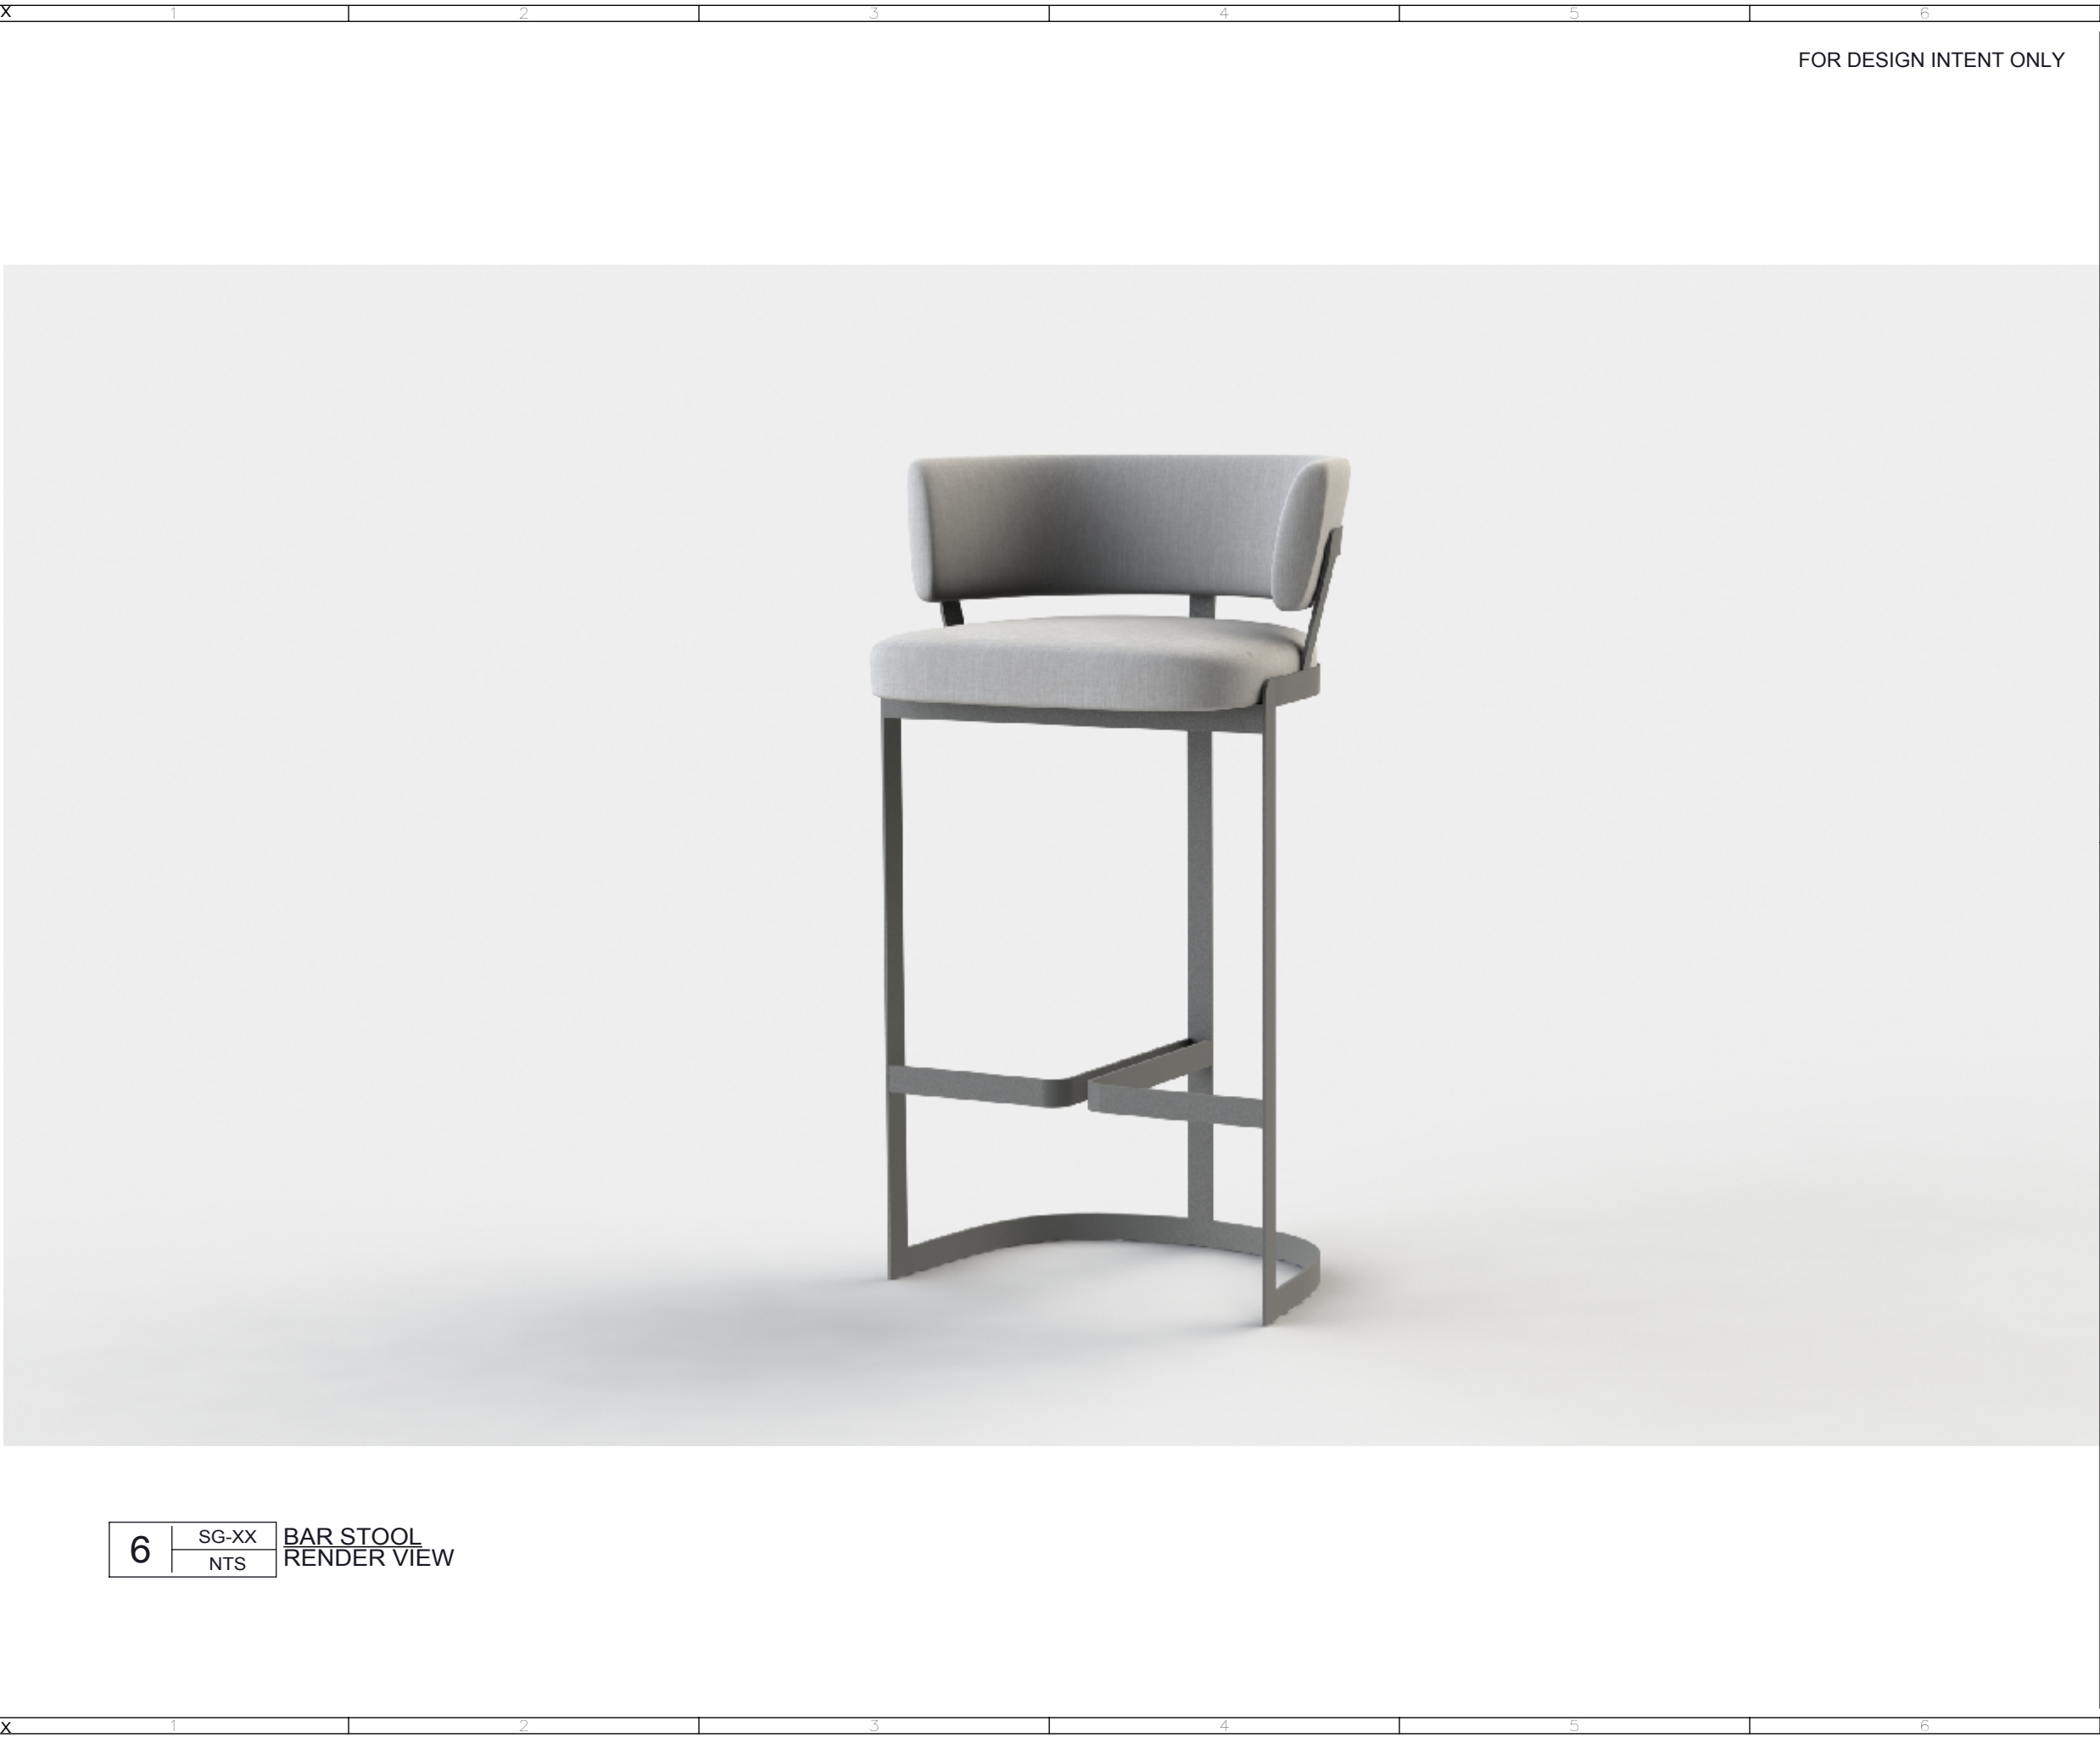 X 1 2 3 4 5 6
FOR DESIGN INTENT ONLY
6
SG-XX
NTS
BAR STOOL
RENDER VIEW
X 1 2 3 4 5 6